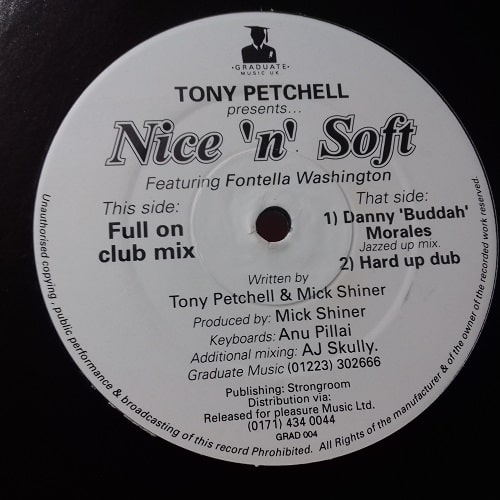 ·GRADUATE·
MUSIC UK.
TONY PETCHELL
presents...
Nice 'n' Soft
Featuring Fontella Washington
This side:
Full on
club mix
That side:
1) Danny 'Buddah'
Morales
Jazzed up mix.
2) Hard up dub
Written by
Tony Petchell & Mick Shiner
Produced by: Mick Shiner
Keyboards: Anu Pillai
Additional mixing: AJ Skully.
Graduate Music (01223) 302666
Publishing: Strongroom
Distribution via:
Released for pleasure Music Ltd.
(0171) 434 0044
GRAD 004
Unauthorised copying , public performance & broadcasting of this record Phrohibited. All Rights of the manufacturer & of the owner of the recorded work reserved.